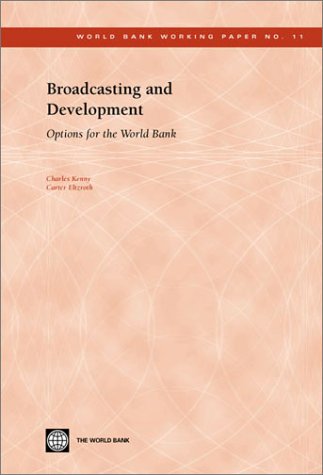 WORLD BANK WORKING PAPER NO. 11
Broadcasting and
Development
Options for the World Bank
Charles Kenny
Carter Eltzroth
THE WORLD BANK